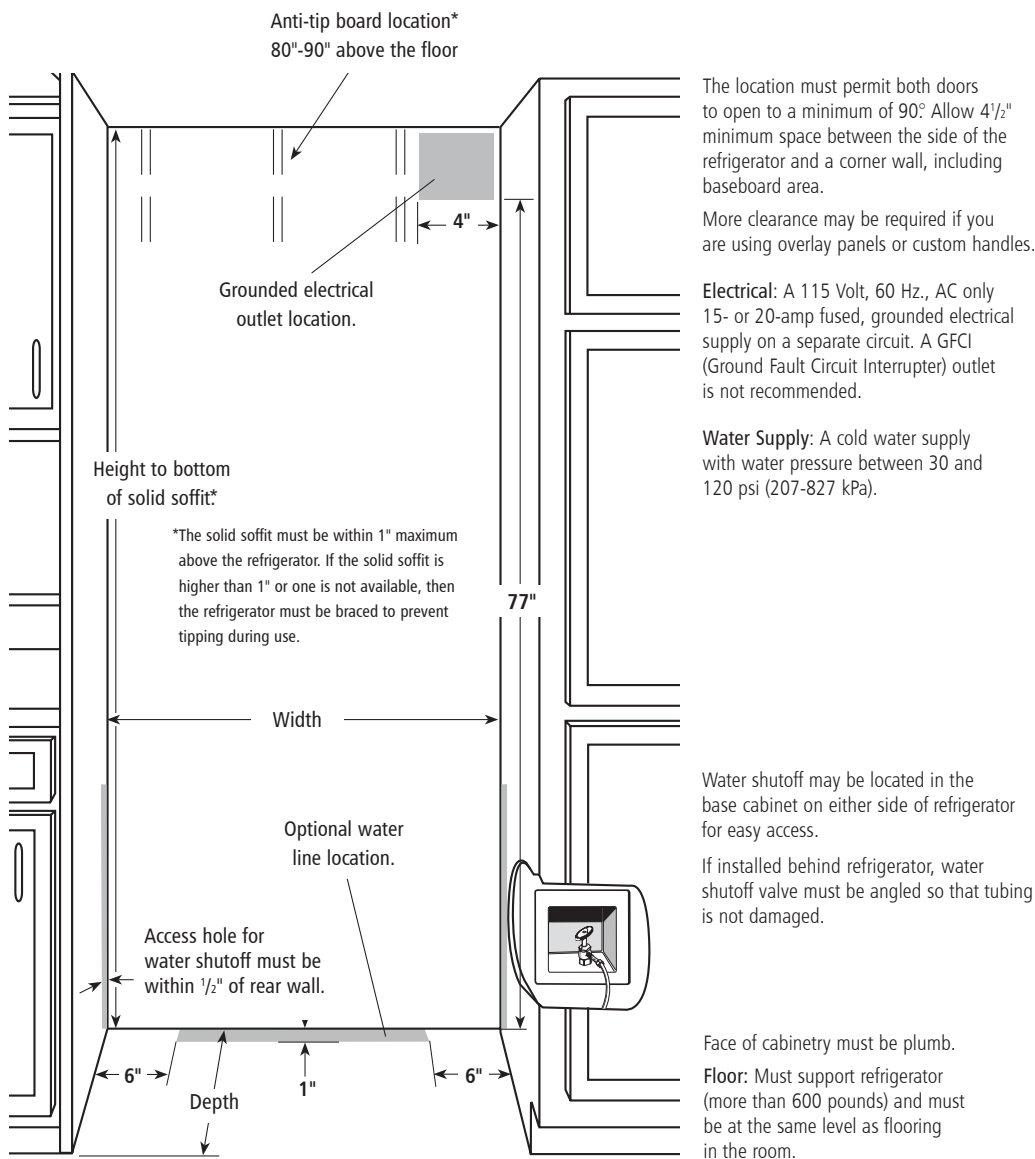 Anti-tip board location*
80"-90" above the floor
4"
Grounded electrical
outlet location.
Height to bottom
of solid soffit*.
*The solid soffit must be within 1" maximum
above the refrigerator. If the solid soffit is
higher than 1" or one is not available, then
the refrigerator must be braced to prevent
tipping during use.
77"
Width
Optional water
line location.
Access hole for
water shutoff must be
within 1/2" of rear wall.
6"
1"
6"
Depth
The location must permit both doors
to open to a minimum of 90°. Allow 4 1/2"
minimum space between the side of the
refrigerator and a corner wall, including
baseboard area.
More clearance may be required if you
are using overlay panels or custom handles.
Electrical: A 115 Volt, 60 Hz., AC only
15- or 20-amp fused, grounded electrical
supply on a separate circuit. A GFCI
(Ground Fault Circuit Interrupter) outlet
is not recommended.
Water Supply: A cold water supply
with water pressure between 30 and
120 psi (207-827 kPa).
Water shutoff may be located in the
base cabinet on either side of refrigerator
for easy access.
If installed behind refrigerator, water
shutoff valve must be angled so that tubing
is not damaged.
Face of cabinetry must be plumb.
Floor: Must support refrigerator
(more than 600 pounds) and must
be at the same level as flooring
in the room.